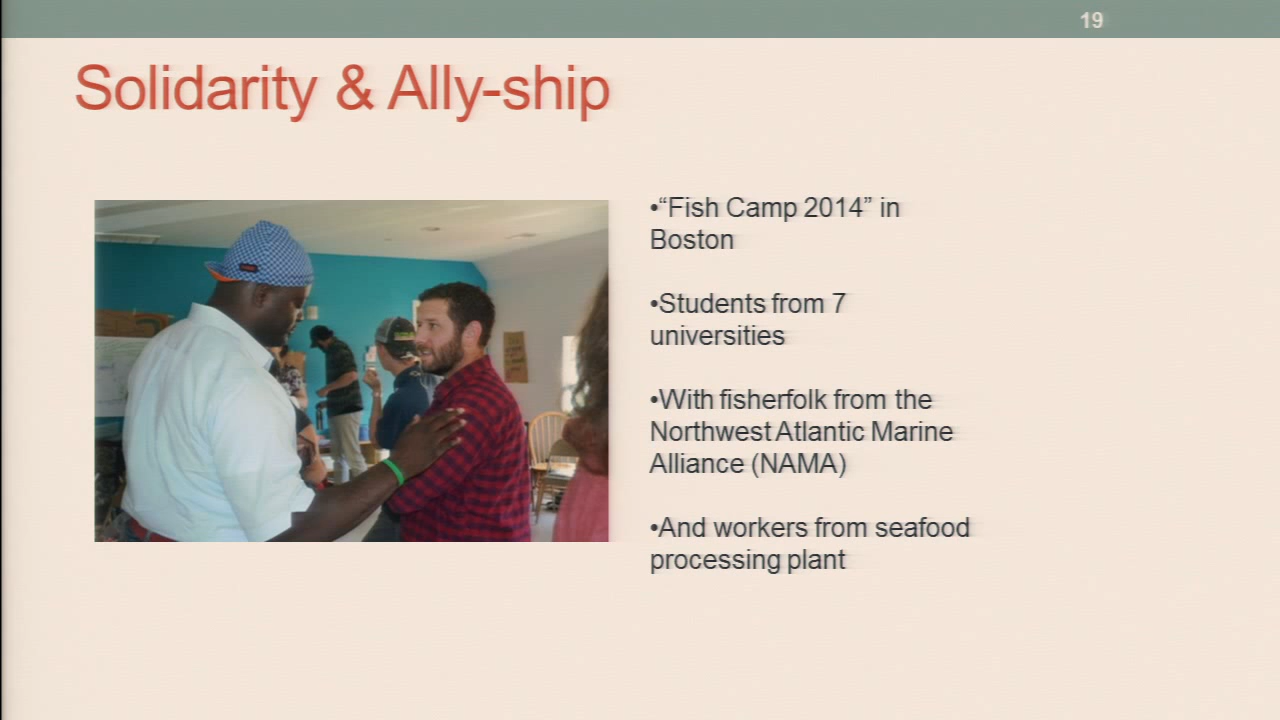 19
Solidarity & Ally-ship
•“Fish Camp 2014” in
Boston
•Students from 7
universities
•With fisherfolk from the
Northwest Atlantic Marine
Alliance (NAMA)
•And workers from seafood
processing plant